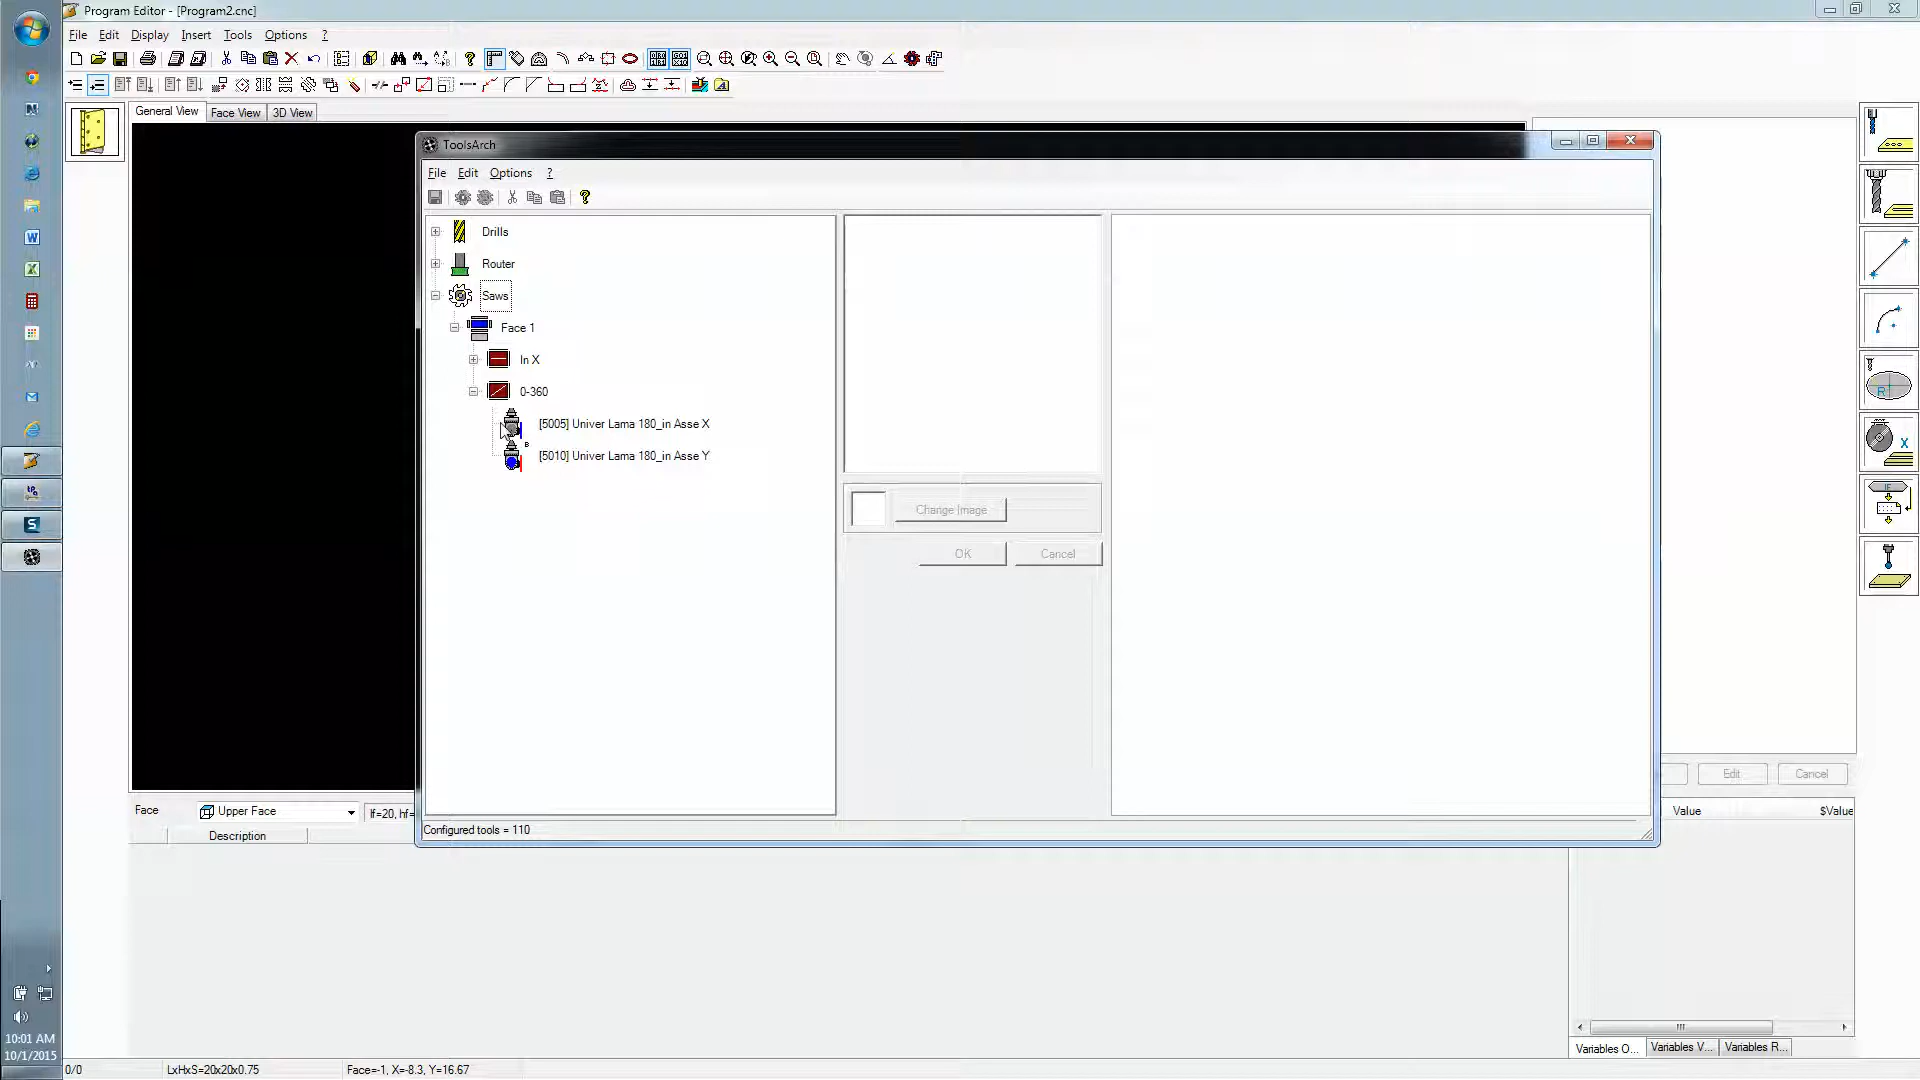 Program Editor - [Program2.cnc]
File Edit Display Insert Tools Options ?
General View Face View 3D View
ToolsArch
File Edit Options ?
Drills
Router
Saws
Face 1
In X
0-360
[5005] Univer Lama 180_in Asse X
[5010] Univer Lama 180_in Asse Y
Change Image
OK Cancel
Configured tools = 110
Edit Cancel
Face Upper Face lf=20, hf=
Value $Value
Description
Variables O... Variables V... Variables R...
10:01 AM
10/1/2015
0/0 LxHxS=20x20x0.75 Face=-1, X=-8.3, Y=16.67